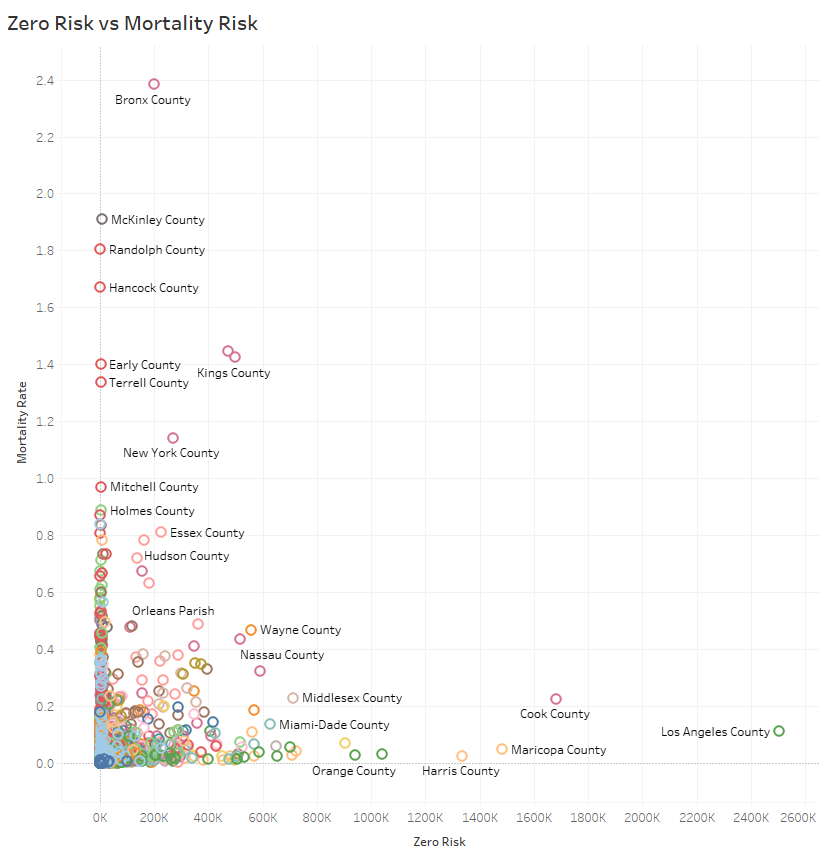 Zero Risk vs Mortality Risk
2.4
Bronx County
2.2
2.0
McKinley County
1.8
Randolph County
Hancock County
1.6
1.4
Early County
Kings County
Terrell County
Mortality Rate
1.2
New York County
1.0
Mitchell County
Holmes County
0.8
Essex County
Hudson County
0.6
Orleans Parish
Wayne County
0.4
Nassau County
Middlesex County
0.2
Cook County
Miami-Dade County
Los Angeles County
Maricopa County
0.0
Orange County
Harris County
0K 200K 400K 600K 800K 1000K 1200K 1400K 1600K 1800K 2000K 2200K 2400K 2600K
Zero Risk